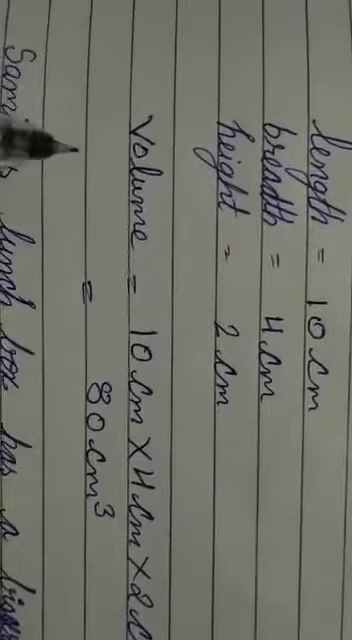 length = 10 cm
breadth = 4 cm
height = 2 cm
Volume = 10 cm × 4 cm × 2 c
= 80 cm³
lunch box has a